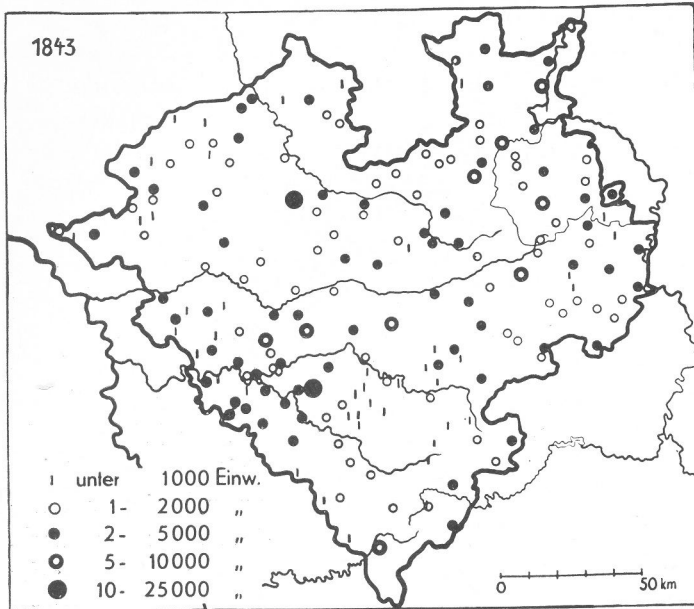 1843
ı unter 1000 Einw.
1- 2000 „
2- 5000 „
5- 10000 „
10- 25000 „
0 50 km